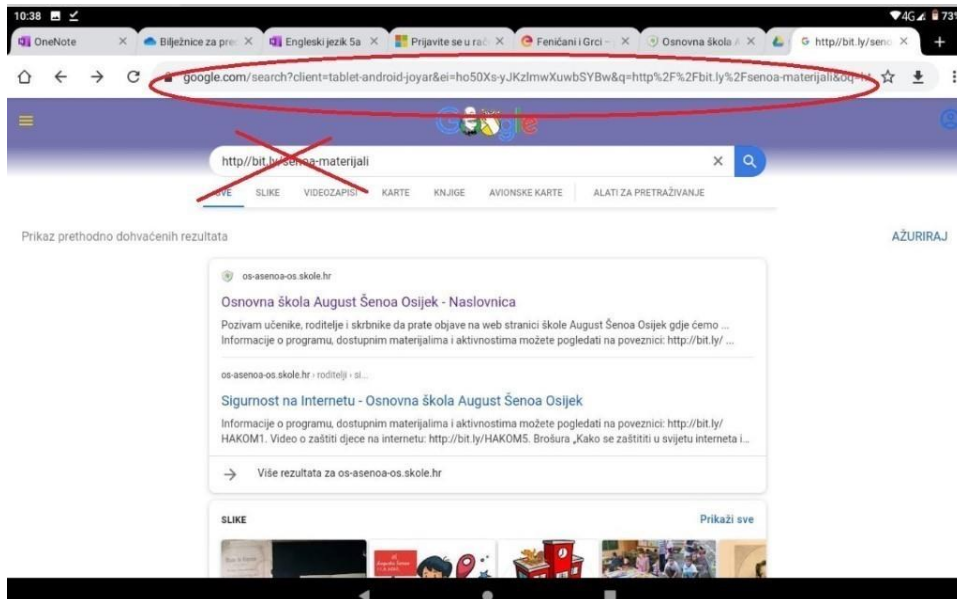 10:38 4G 73%
OneNote Bilježnice za pre Engleski jezik 5a Prijavite se u rač Feničani i Grci – Osnovna škola A http//bit.ly/seno
google.com/search?client=tablet-android-joyar&ei=ho50Xs-yJKzlmwXuwbSYBw&q=http%2F%2Fbit.ly%2Fsenoa-materijali&oq=
Google
http//bit.ly/senoa-materijali
SVE SLIKE VIDEOZAPISI KARTE KNJIGE AVIONSKE KARTE ALATI ZA PRETRAŽIVANJE
Prikaz prethodno dohvaćenih rezultata AŽURIRAJ
os-asenoa-os.skole.hr
Osnovna škola August Šenoa Osijek - Naslovnica
Pozivam učenike, roditelje i skrbnike da prate objave na web stranici škole August Šenoa Osijek gdje ćemo ...
Informacije o programu, dostupnim materijalima i aktivnostima možete pogledati na poveznici: http://bit.ly/ ...
os-asenoa-os.skole.hr › roditelji › si...
Sigurnost na Internetu - Osnovna škola August Šenoa Osijek
Informacije o programu, dostupnim materijalima i aktivnostima možete pogledati na poveznici: http://bit.ly/
HAKOM1. Video o zaštiti djece na internetu: http://bit.ly/HAKOM5. Brošura „Kako se zaštititi u svijetu interneta i...
Više rezultata za os-asenoa-os.skole.hr
SLIKE Prikaži sve